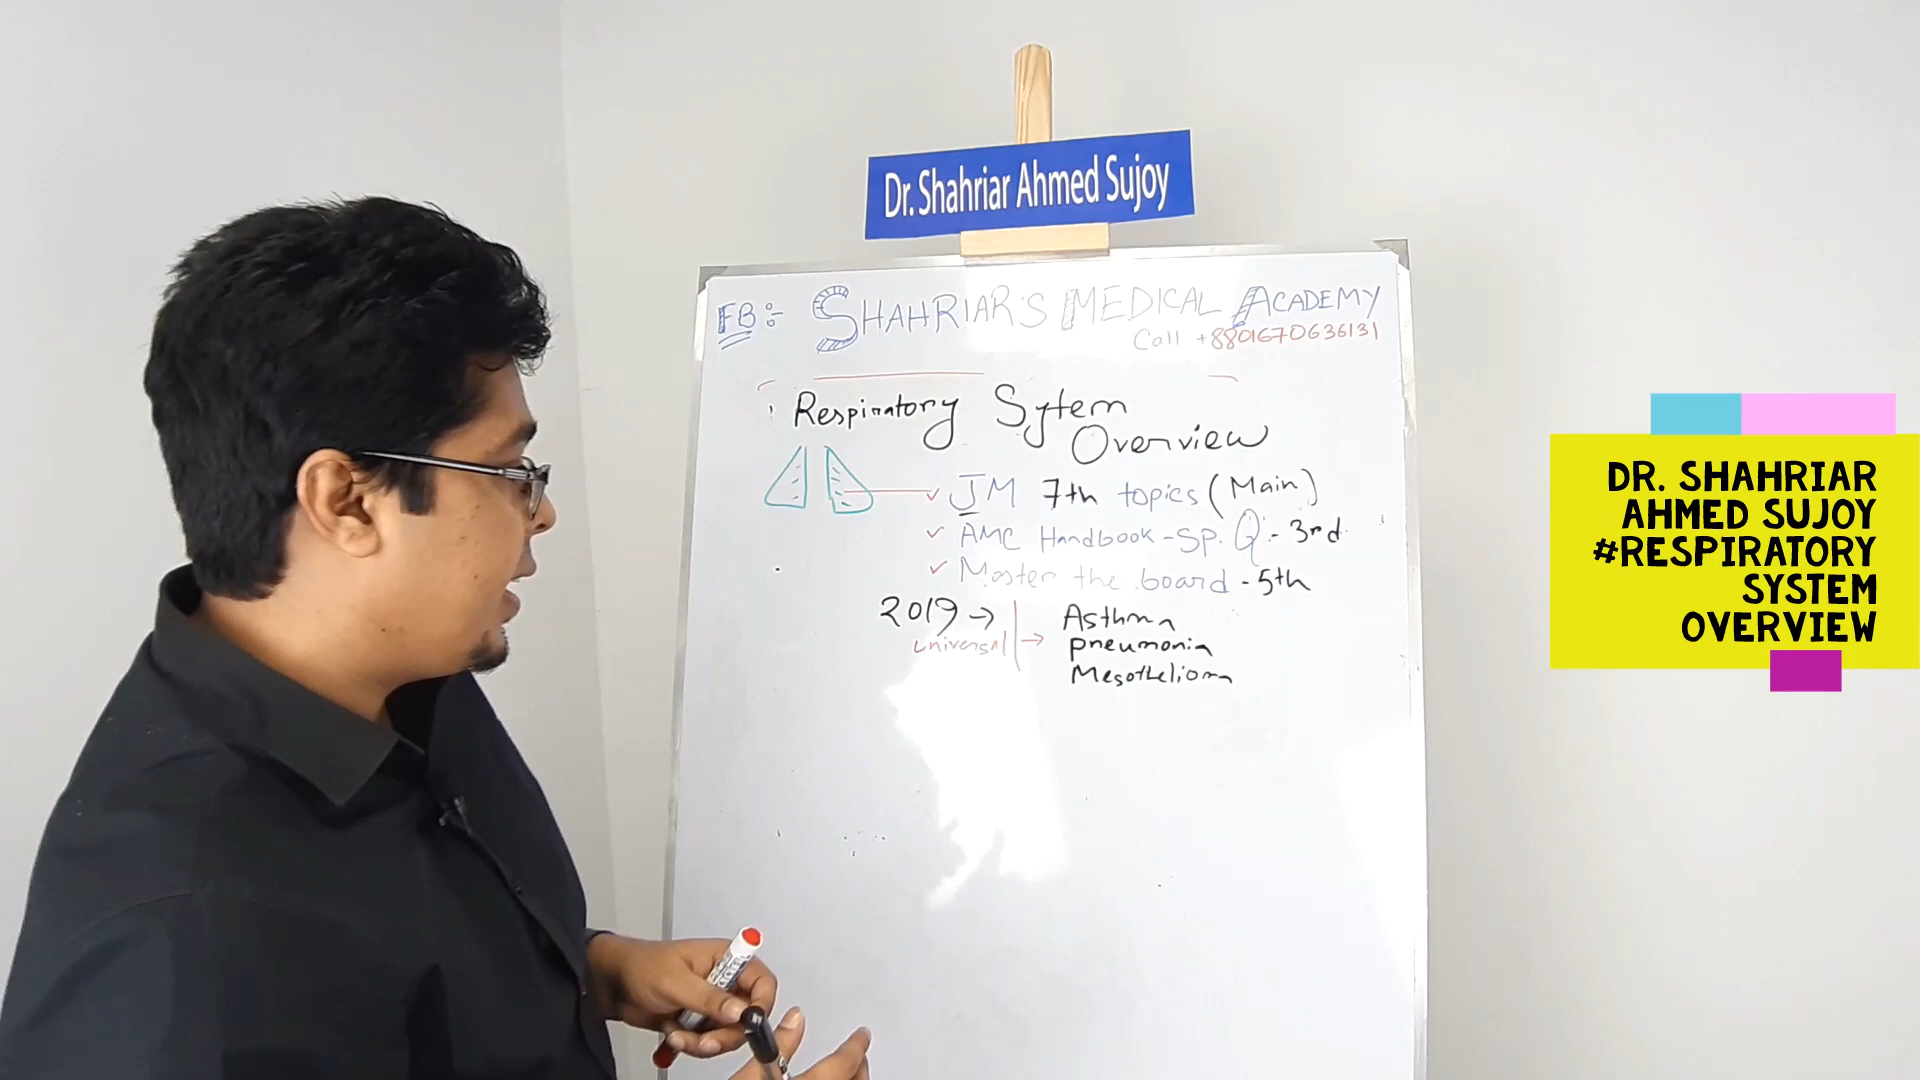 Dr. Shahriar Ahmed Sujoy
FB:- SHAHRIAR'S MEDICAL ACADEMY
Call +8801670636131
Respiratory Sytem
Overview
JM 7th topics (Main)
AMC Handbook - SP. Q - 3rd
Master the board - 5th
2019 → Asthma
universal → pneumonia
Mesothelioma
DR. SHAHRIAR
AHMED SUJOY
#RESPIRATORY
SYSTEM
OVERVIEW